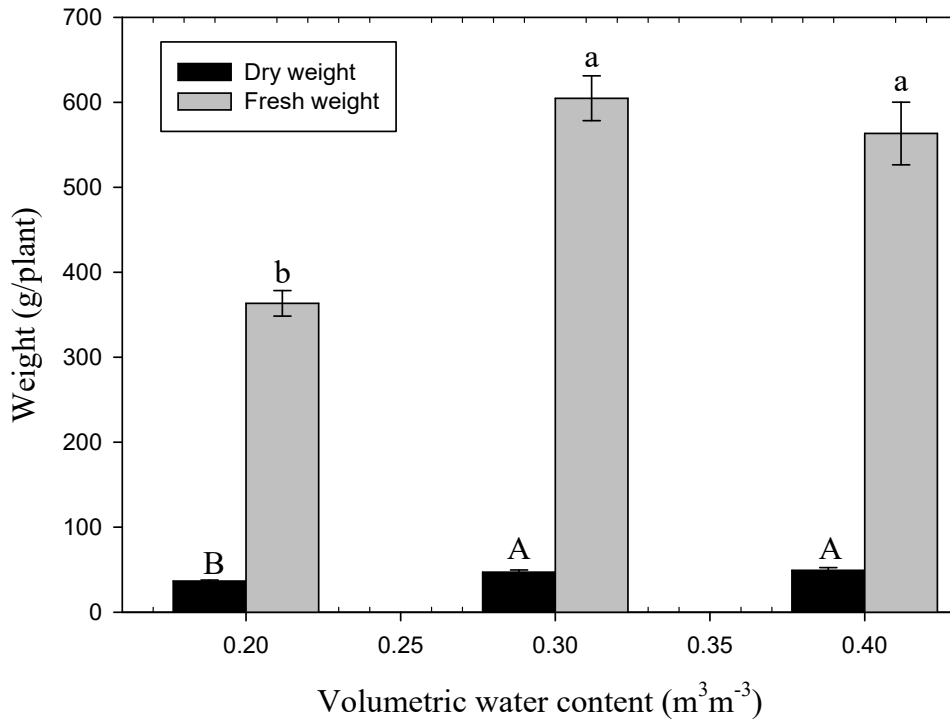 700
600
500
400
300
200
100
0
Weight (g/plant)
Dry weight
Fresh weight
B
b
A
a
A
a
0.20 0.25 0.30 0.35 0.40
Volumetric water content (m³m⁻³)